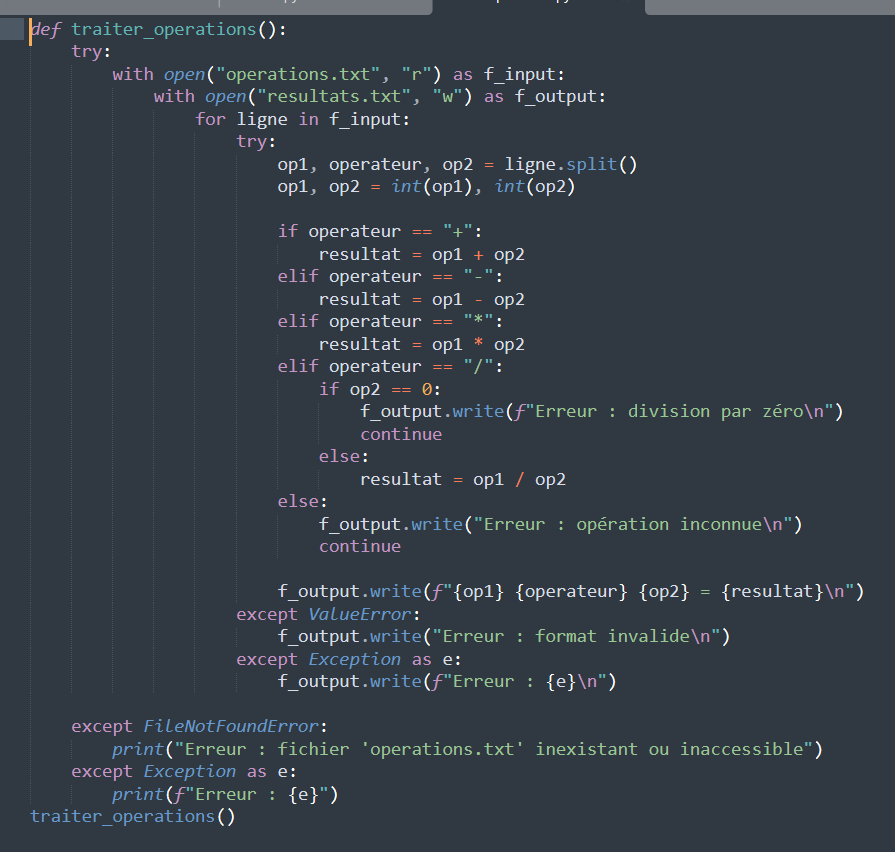 def traiter_operations():
    try:
        with open("operations.txt", "r") as f_input:
            with open("resultats.txt", "w") as f_output:
                for ligne in f_input:
                    try:
                        op1, operateur, op2 = ligne.split()
                        op1, op2 = int(op1), int(op2)

                        if operateur == "+":
                            resultat = op1 + op2
                        elif operateur == "-":
                            resultat = op1 - op2
                        elif operateur == "*":
                            resultat = op1 * op2
                        elif operateur == "/":
                            if op2 == 0:
                                f_output.write(f"Erreur : division par zéro\n")
                                continue
                            else:
                                resultat = op1 / op2
                        else:
                            f_output.write("Erreur : opération inconnue\n")
                            continue

                        f_output.write(f"{op1} {operateur} {op2} = {resultat}\n")
                    except ValueError:
                        f_output.write("Erreur : format invalide\n")
                    except Exception as e:
                        f_output.write(f"Erreur : {e}\n")

    except FileNotFoundError:
        print("Erreur : fichier 'operations.txt' inexistant ou inaccessible")
    except Exception as e:
        print(f"Erreur : {e}")
traiter_operations()